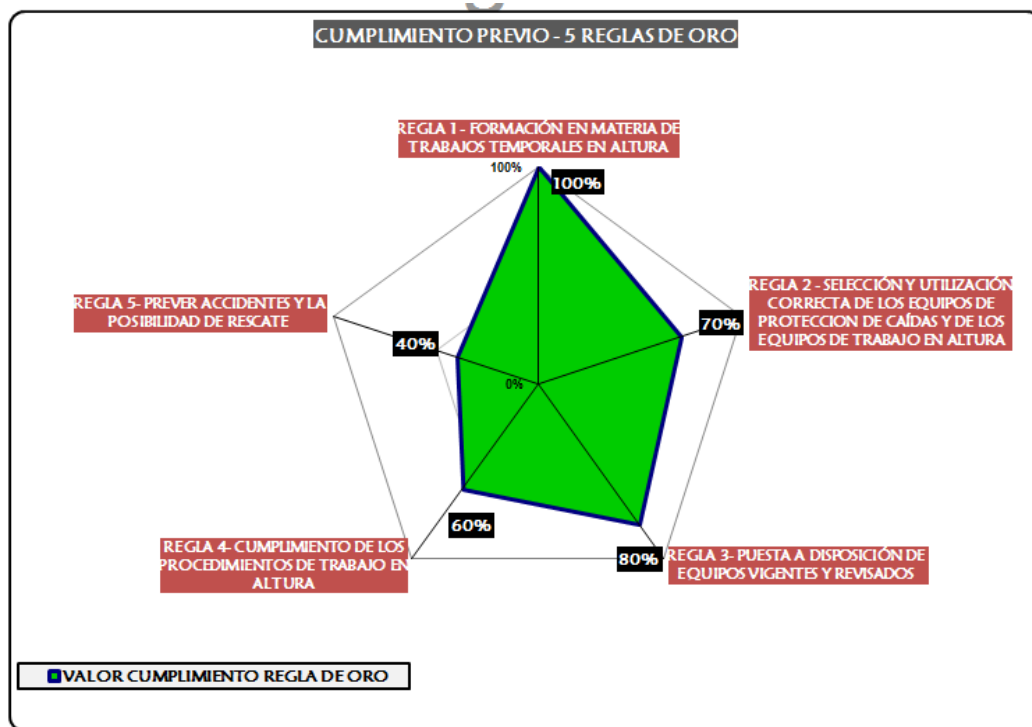 CUMPLIMIENTO PREVIO - 5 REGLAS DE ORO
REGLA 1 - FORMACIÓN EN MATERIA DE
TRABAJOS TEMPORALES EN ALTURA
100%
100%
REGLA 2 - SELECCIÓN Y UTILIZACIÓN
CORRECTA DE LOS EQUIPOS DE
PROTECCION DE CAÍDAS Y DE LOS
EQUIPOS DE TRABAJO EN ALTURA
70%
REGLA 5- PREVER ACCIDENTES Y LA
POSIBILIDAD DE RESCATE
40%
0%
60%
REGLA 4- CUMPLIMIENTO DE LOS
PROCEDIMIENTOS DE TRABAJO EN
ALTURA
80%
REGLA 3- PUESTA A DISPOSICIÓN DE
EQUIPOS VIGENTES Y REVISADOS
VALOR CUMPLIMIENTO REGLA DE ORO